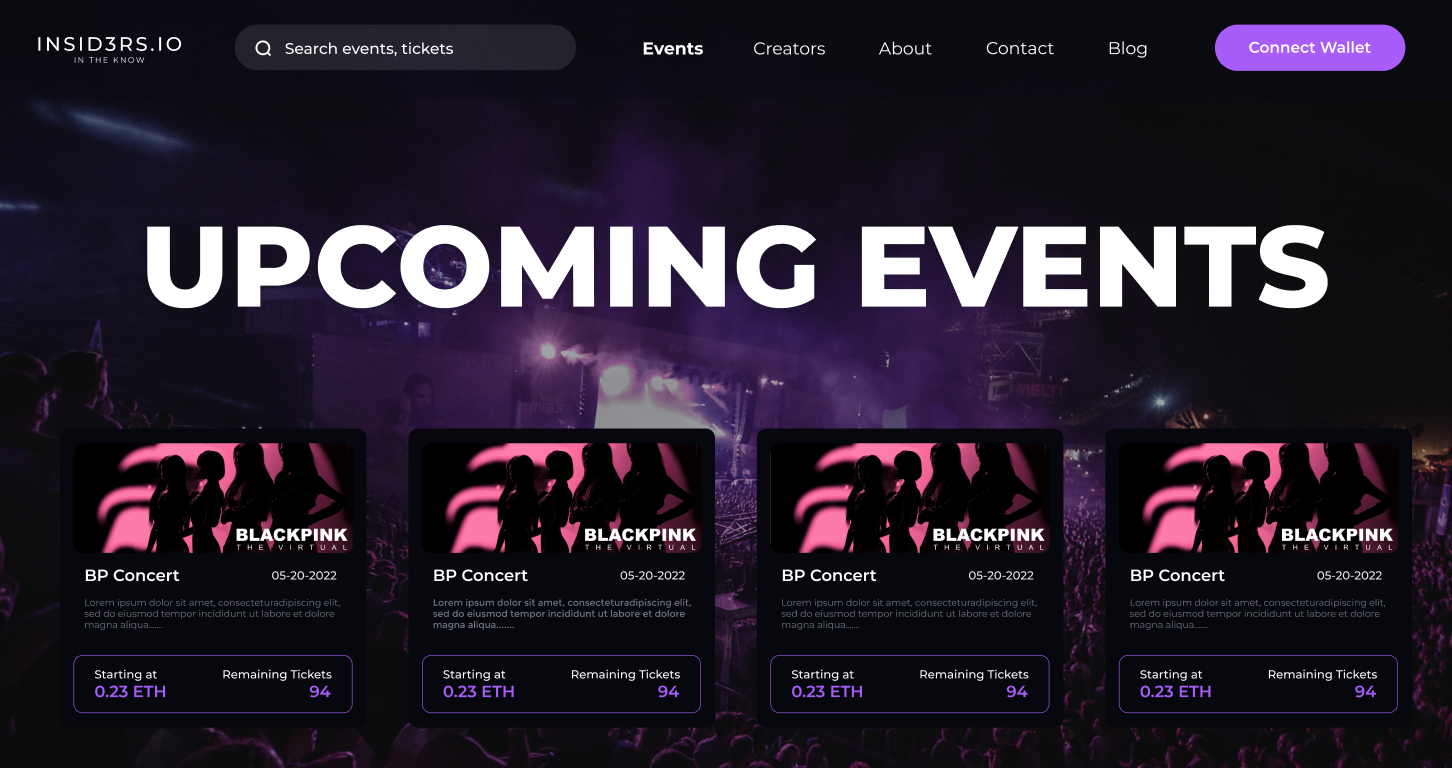 INSID3RS.IO
IN THE KNOW
Search events, tickets
Events
Creators
About
Contact
Blog
Connect Wallet
UPCOMING EVENTS
MELT
MELT
BLACKPINK
THE VIRTUAL
BP Concert
05-20-2022
Lorem ipsum dolor sit amet, consecteturadipiscing elit,
sed do eiusmod tempor incididunt ut labore et dolore
magna aliqua.......
Starting at
Remaining Tickets
0.23 ETH
94
BLACKPINK
THE VIRTUAL
BP Concert
05-20-2022
Lorem ipsum dolor sit amet, consecteturadipiscing elit,
sed do eiusmod tempor incididunt ut labore et dolore
magna aliqua.......
Starting at
Remaining Tickets
0.23 ETH
94
BLACKPINK
THE VIRTUAL
BP Concert
05-20-2022
Lorem ipsum dolor sit amet, consecteturadipiscing elit,
sed do eiusmod tempor incididunt ut labore et dolore
magna aliqua.......
Starting at
Remaining Tickets
0.23 ETH
94
BLACKPINK
THE VIRTUAL
BP Concert
05-20-2022
Lorem ipsum dolor sit amet, consecteturadipiscing elit,
sed do eiusmod tempor incididunt ut labore et dolore
magna aliqua.......
Starting at
Remaining Tickets
0.23 ETH
94